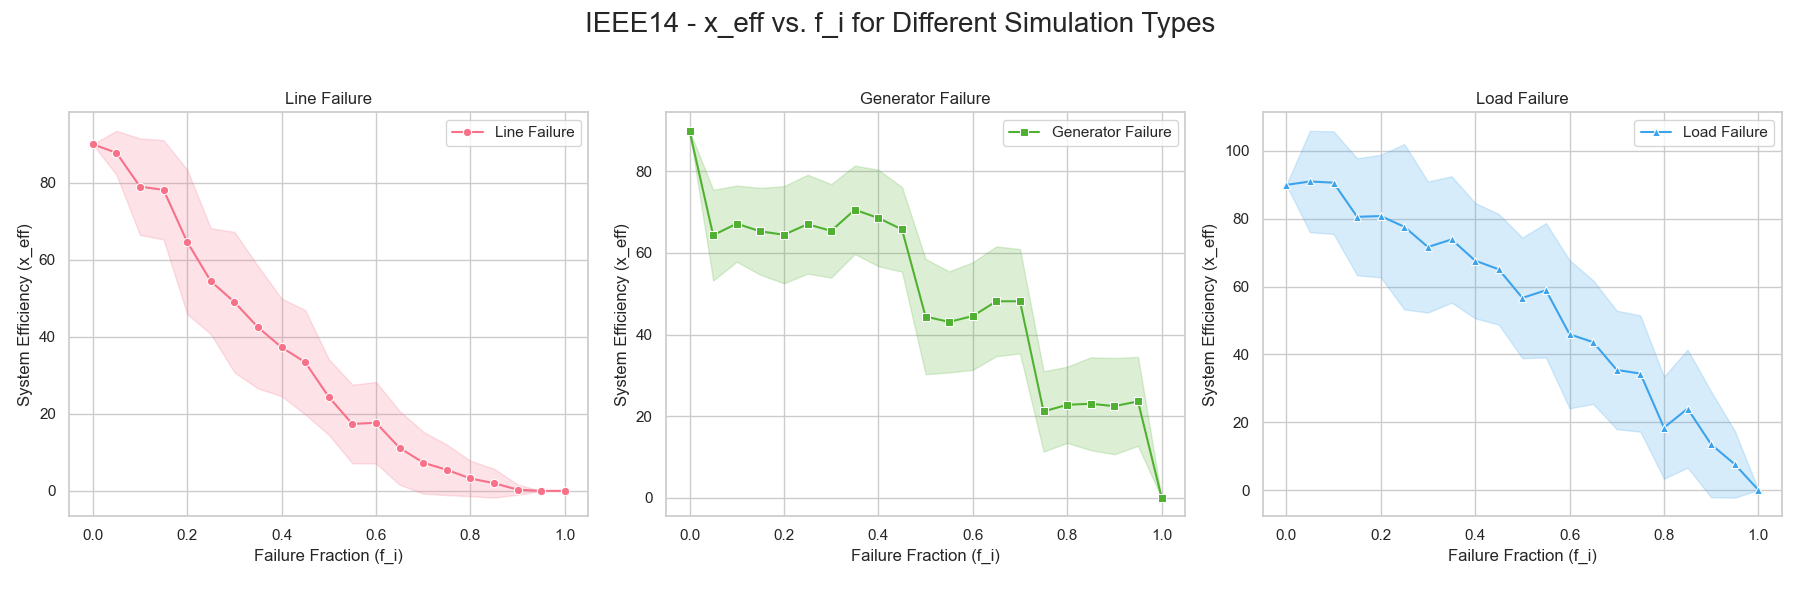 IEEE14 - x_eff vs. f_i for Different Simulation Types
Line Failure
Line Failure
System Efficiency (x_eff)
80
60
40
20
0
0.0 0.2 0.4 0.6 0.8 1.0
Failure Fraction (f_i)
Generator Failure
Generator Failure
System Efficiency (x_eff)
80
60
40
20
0
0.0 0.2 0.4 0.6 0.8 1.0
Failure Fraction (f_i)
Load Failure
Load Failure
System Efficiency (x_eff)
100
80
60
40
20
0
0.0 0.2 0.4 0.6 0.8 1.0
Failure Fraction (f_i)